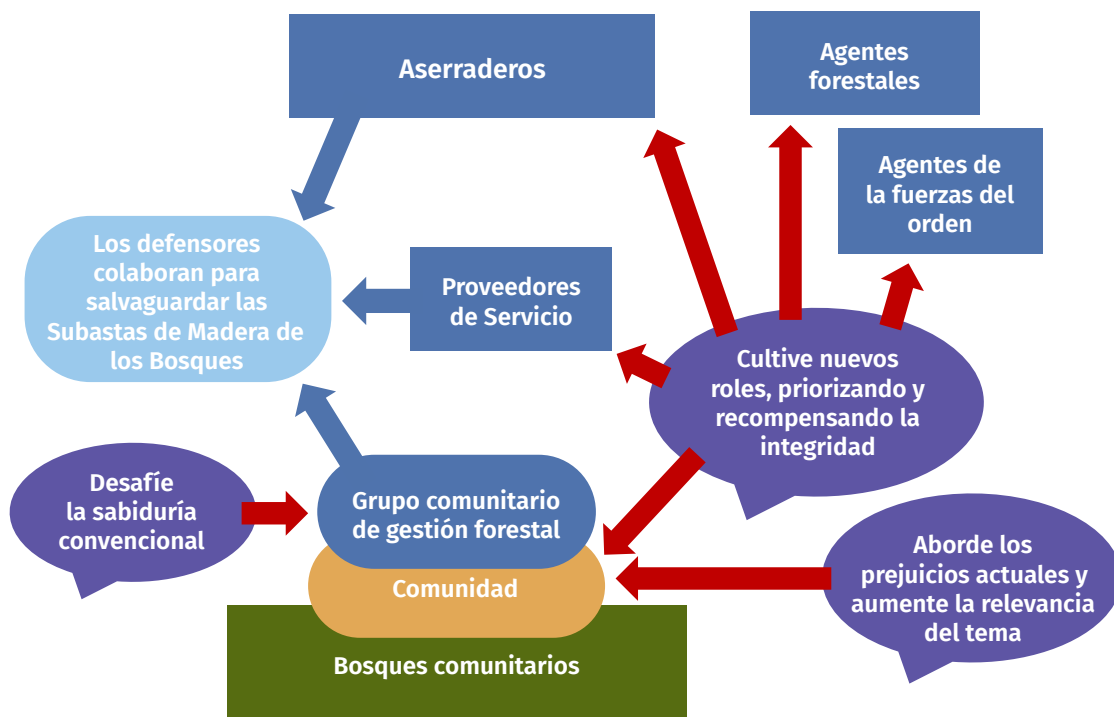 Aserraderos
Agentes
forestales
Agentes de
la fuerzas del
orden
Los defensores
colaboran para
salvaguardar las
Subastas de Madera de
los Bosques
Proveedores
de Servicio
Cultive nuevos
roles, priorizando y
recompensando la
integridad
Desafíe
la sabiduría
convencional
Grupo comunitario
de gestión forestal
Comunidad
Aborde los
prejuicios actuales y
aumente la relevancia
del tema
Bosques comunitarios